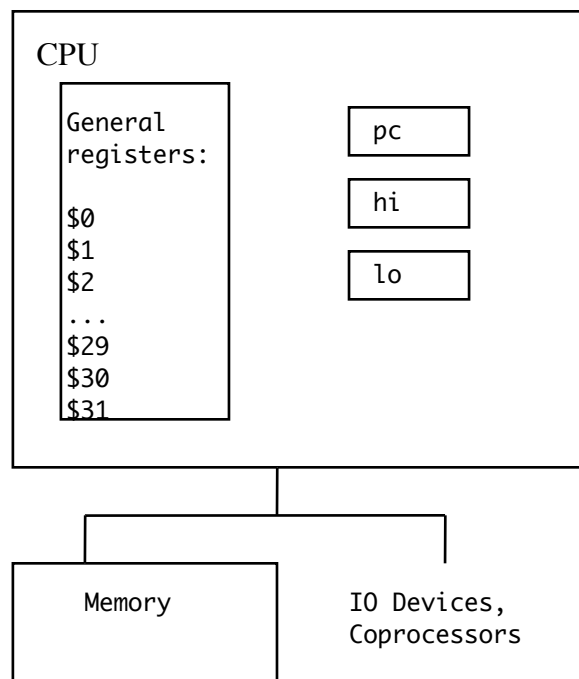 CPU
General
registers:
$0
$1
$2
...
$29
$30
$31
pc
hi
lo
Memory
IO Devices,
Coprocessors